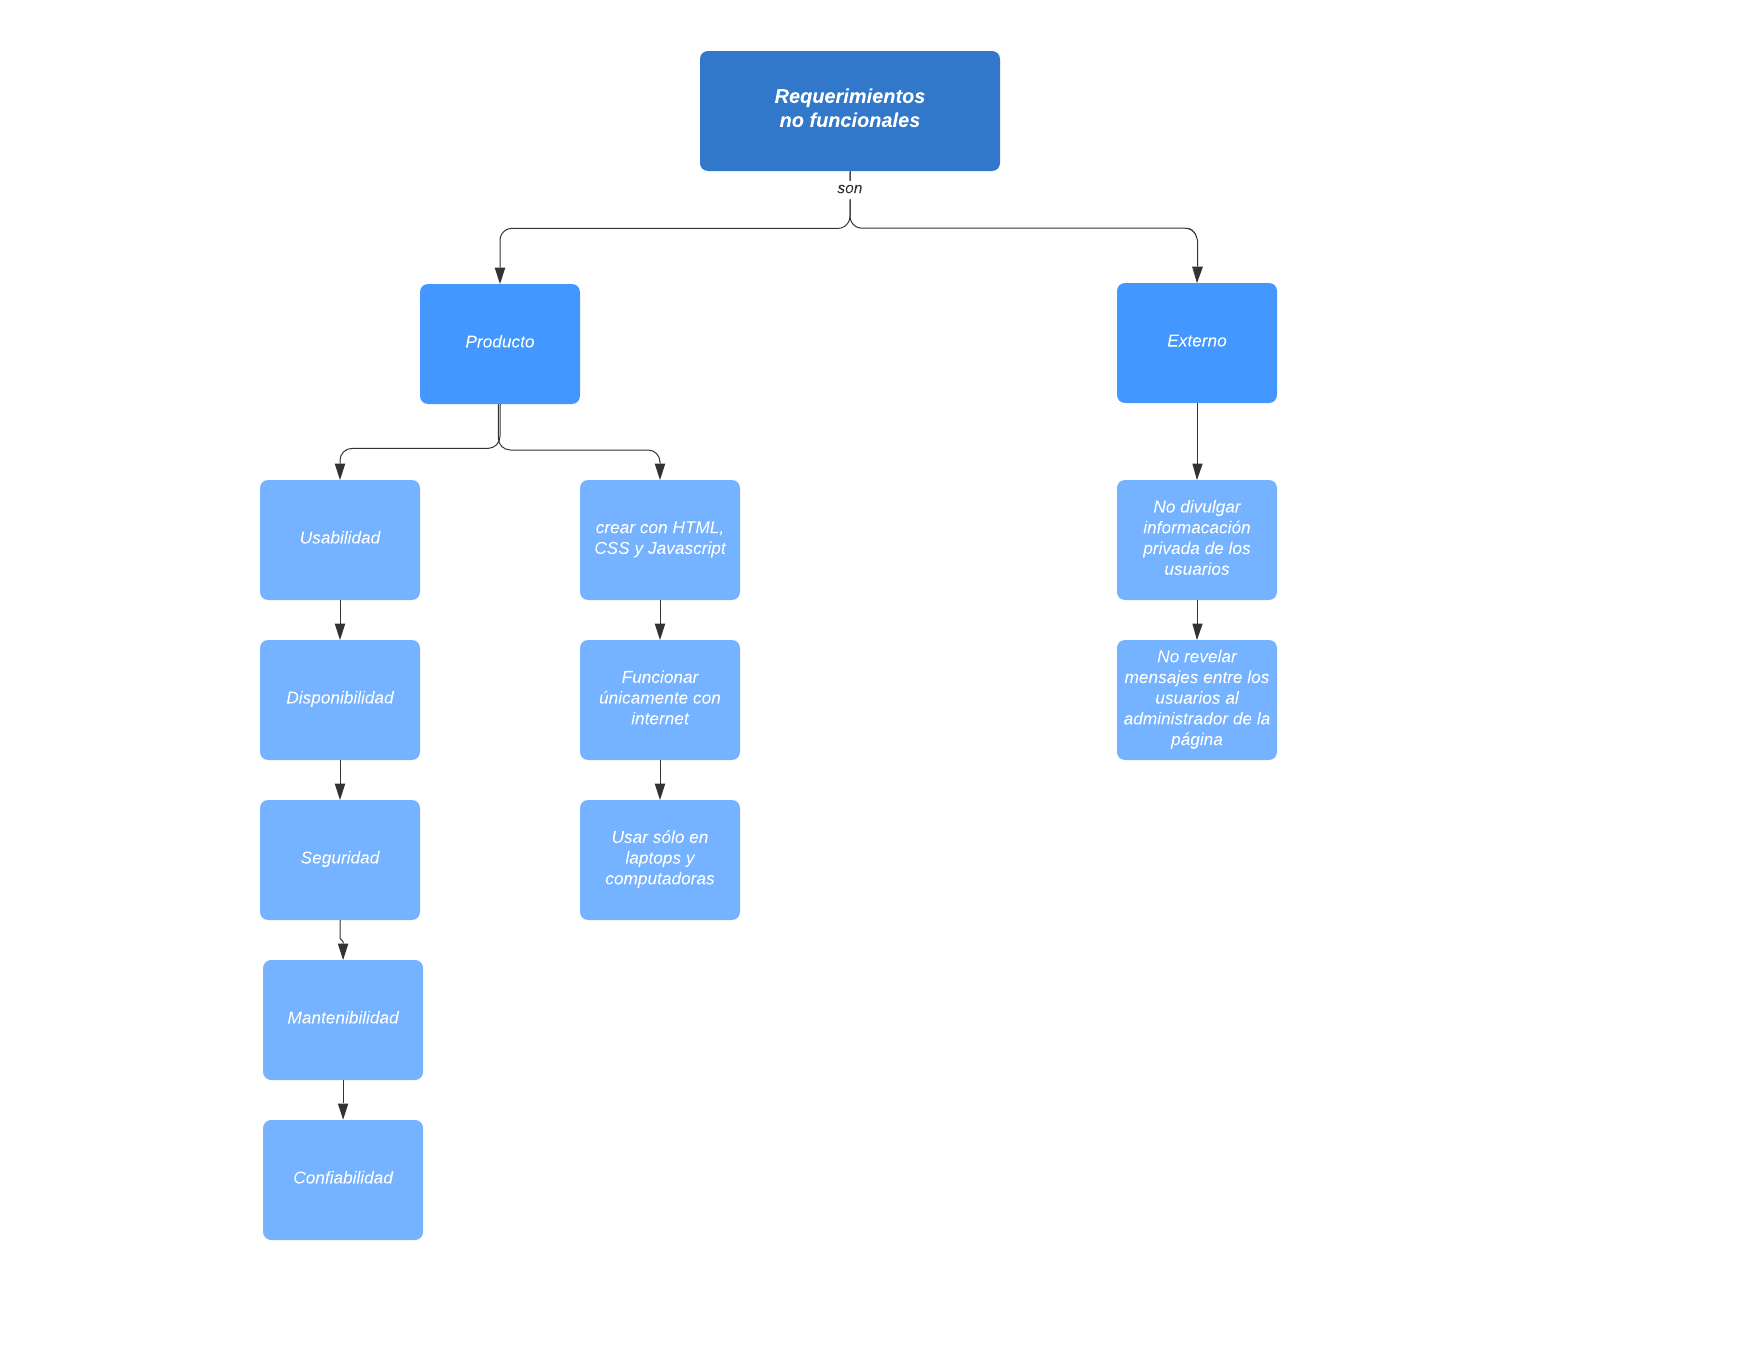 Requerimientos
no funcionales
son
Producto
Externo
Usabilidad
crear con HTML,
CSS y Javascript
No divulgar
informacación
privada de los
usuarios
Disponibilidad
Funcionar
únicamente con
internet
No revelar
mensajes entre los
usuarios al
administrador de la
página
Seguridad
Usar sólo en
laptops y
computadoras
Mantenibilidad
Confiabilidad